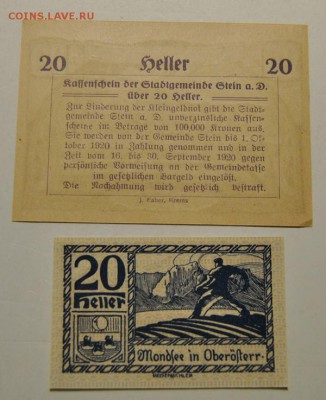 COINS.LAVE.RU
20 Heller 20
Kassenschein der Stadtgemeinde Stein a. D.
über 20 Heller.
Zur Linderung der Kleingeldnot gibt die Stadt-
gemeinde Stein a. D. unverzinsliche Kassen-
scheine im Betrage von 100.000 Kronen aus.
Sie werden von der Gemeinde bis 1. Ok-
tober 1920 in Zahlung genommen und in der
Zeit vom 16. bis 30. September 1920 gegen
persönliche Vorweisung an der Gemeindekasse
im gesetzlichen Bargeld eingelöst.
Die Nachahmung wird gesetzlich bestraft.
Krems
20
Heller
Mondsee in Oberösterr.